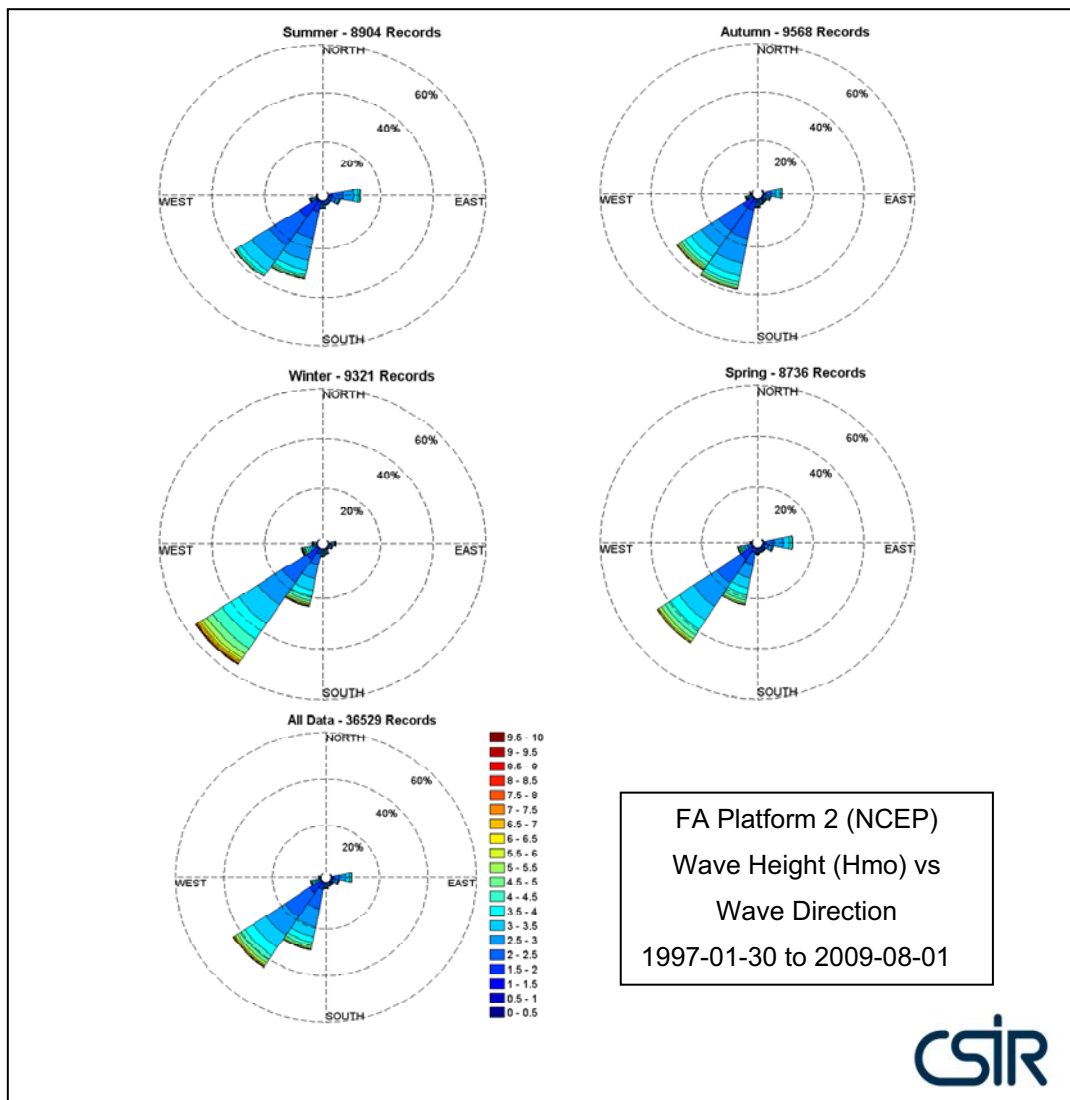 Summer - 8904 Records
NORTH
60%
40%
20%
WEST
EAST
SOUTH
Autumn - 9568 Records
NORTH
60%
40%
20%
WEST
EAST
SOUTH
Winter - 9321 Records
NORTH
60%
40%
20%
WEST
EAST
SOUTH
Spring - 8736 Records
NORTH
60%
40%
20%
WEST
EAST
SOUTH
All Data - 36529 Records
NORTH
60%
40%
20%
WEST
EAST
SOUTH
9.5 - 10
9 - 9.5
8.5 - 9
8 - 8.5
7.5 - 8
7 - 7.5
6.5 - 7
6 - 6.5
5.5 - 6
5 - 5.5
4.5 - 5
4 - 4.5
3.5 - 4
3 - 3.5
2.5 - 3
2 - 2.5
1.5 - 2
1 - 1.5
0.5 - 1
0 - 0.5
FA Platform 2 (NCEP)
Wave Height (Hmo) vs
Wave Direction
1997-01-30 to 2009-08-01
CSIR